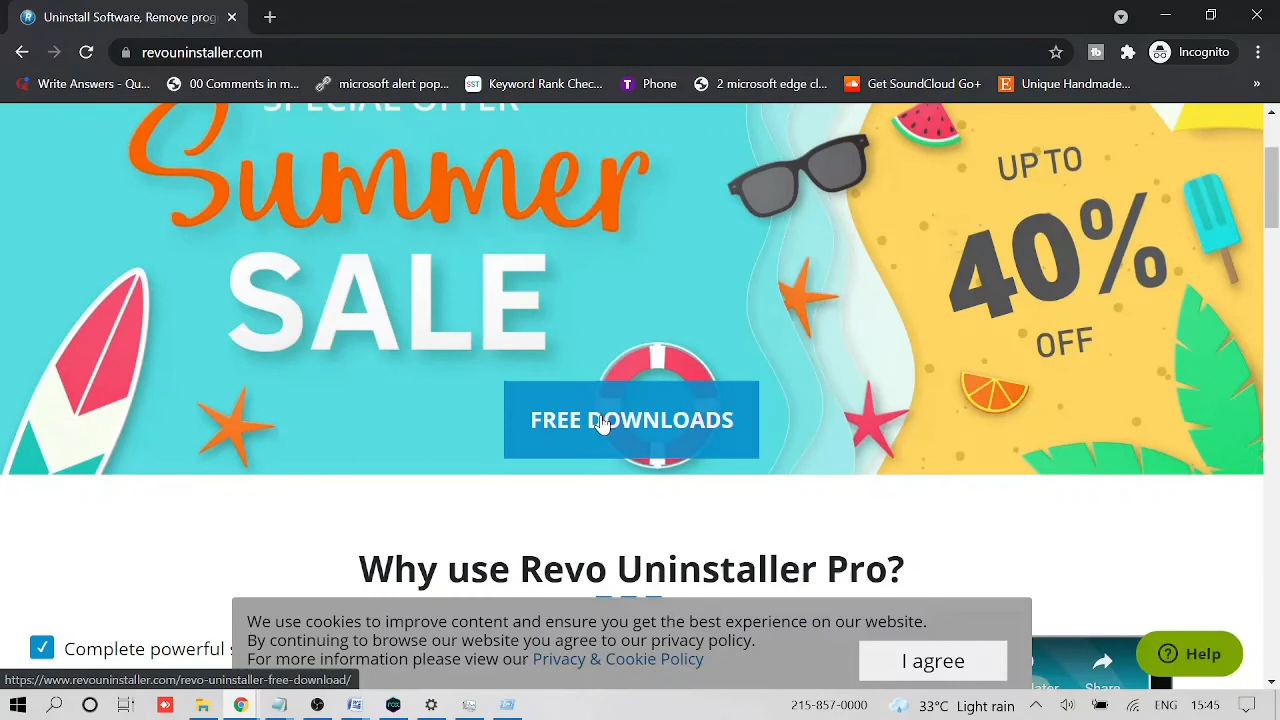 Uninstall Software, Remove prog
revouninstaller.com
Incognito
Write Answers - Qu...
00 Comments in m...
microsoft alert pop...
SST
Keyword Rank Chec...
T
Phone
2 microsoft edge cl...
Get SoundCloud Go+
E
Unique Handmade...
»
SPECIAL OFFER
Summer
SALE
UP TO
40%
OFF
FREE DOWNLOADS
Why use Revo Uninstaller Pro?
Complete powerful s
We use cookies to improve content and ensure you get the best experience on our website.
By continuing to browse our website you agree to our privacy policy.
For more information please view our Privacy & Cookie Policy
I agree
later
Share
Help
https://www.revouninstaller.com/revo-uninstaller-free-download/
215-857-0000
33°C Light rain
ENG
15:45